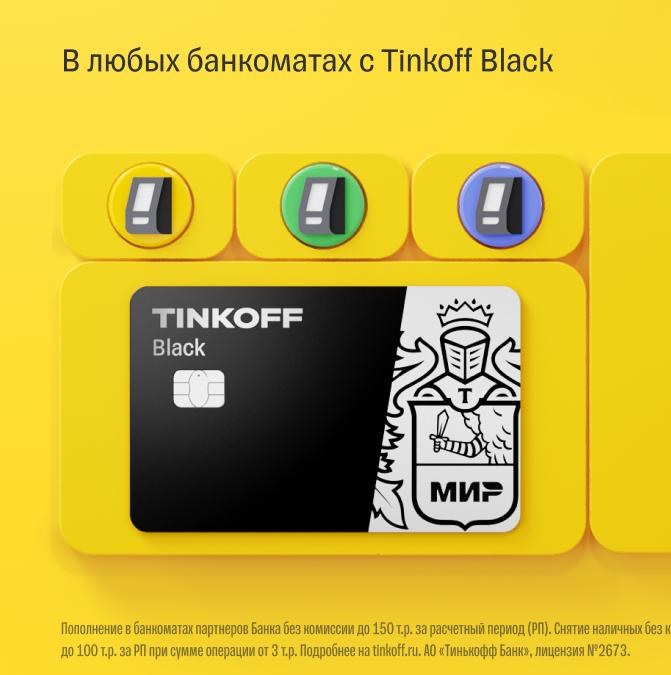 В любых банкоматах с Tinkoff Black
TINKOFF
Black
T
МИР
Пополнение в банкоматах партнеров Банка без комиссии до 150 т.р. за расчетный период (РП). Снятие наличных без
до 100 т.р. за РП при сумме операции от 3 т.р. Подробнее на tinkoff.ru. АО «Тинькофф Банк», лицензия №2673.